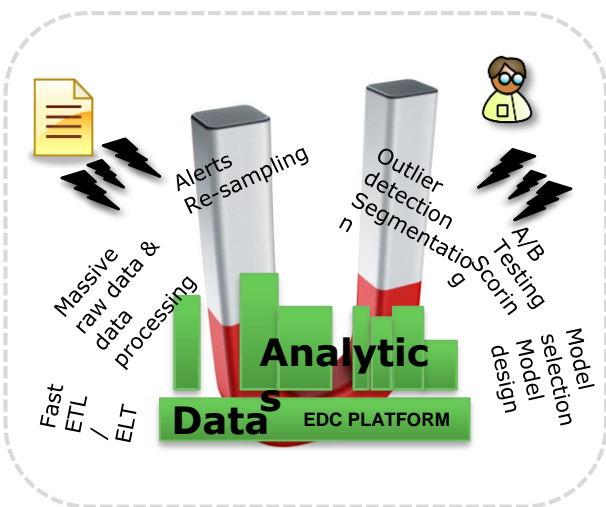 Alerts
Re-sampling
Outlier
detection
Segmentatio
n
Massive
raw data &
data
processing
A/B
Testing
Scorin
g
Fast
ETL
/
ELT
Model
selection
Model
design
Analytic
s
Data
EDC PLATFORM